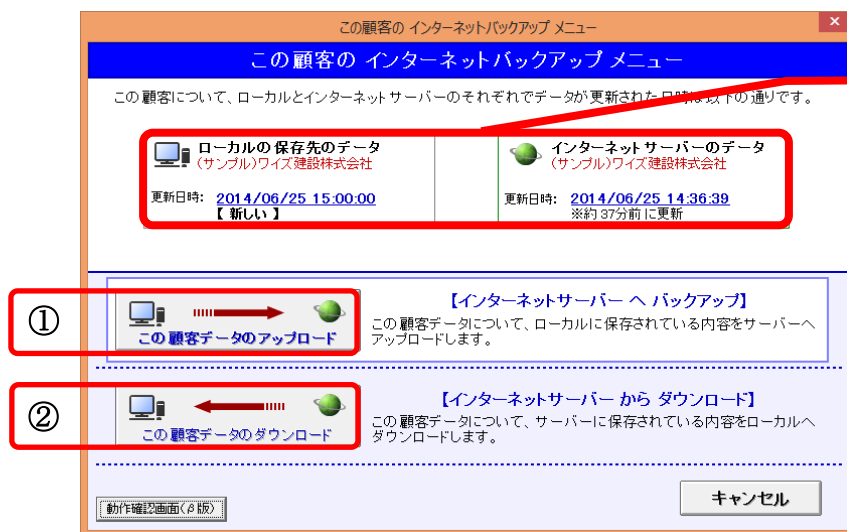 この顧客の インターネットバックアップ メニュー
この顧客の インターネットバックアップ メニュー
この顧客について、ローカルとインターネットサーバーのそれぞれでデータが更新された日時は以下の通りです。
ローカルの保存先のデータ
(サンプル)ワイズ建設株式会社
更新日時: 2014/06/25 15:00:00
【 新しい 】
インターネットサーバーのデータ
(サンプル)ワイズ建設株式会社
更新日時: 2014/06/25 14:36:39
※約 37分前 に更新
①
この顧客データのアップロード
【インターネットサーバー へ バックアップ】
この顧客データについて、ローカルに保存されている内容をサーバーへ
アップロードします。
②
この顧客データのダウンロード
【インターネットサーバー から ダウンロード】
この顧客データについて、サーバーに保存されている内容をローカルへ
ダウンロードします。
動作確認画面(β版)
キャンセル